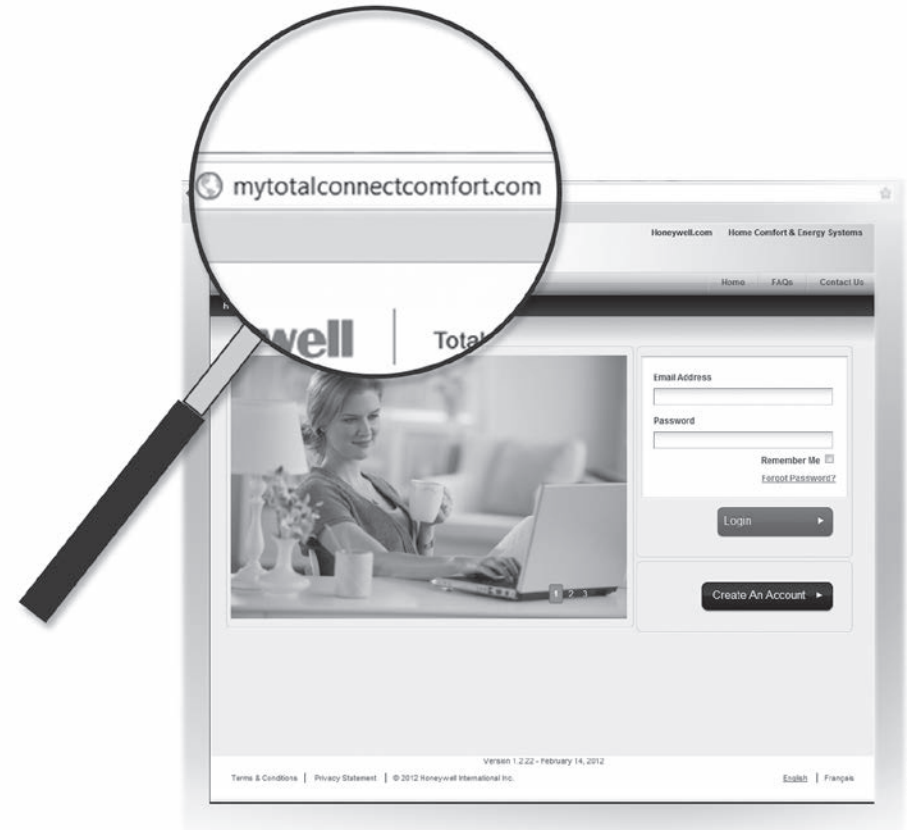 mytotalconnectcomfort.com
Honeywell.com Home Comfort & Energy Systems
Home FAQs Contact Us
well | Total
Email Address
Password
Remember Me
Forgot Password?
Login
1 2 3
Create An Account
Version 1.2.22 - February 14, 2012
Terms & Conditions | Privacy Statement | © 2012 Honeywell International Inc. English | Français